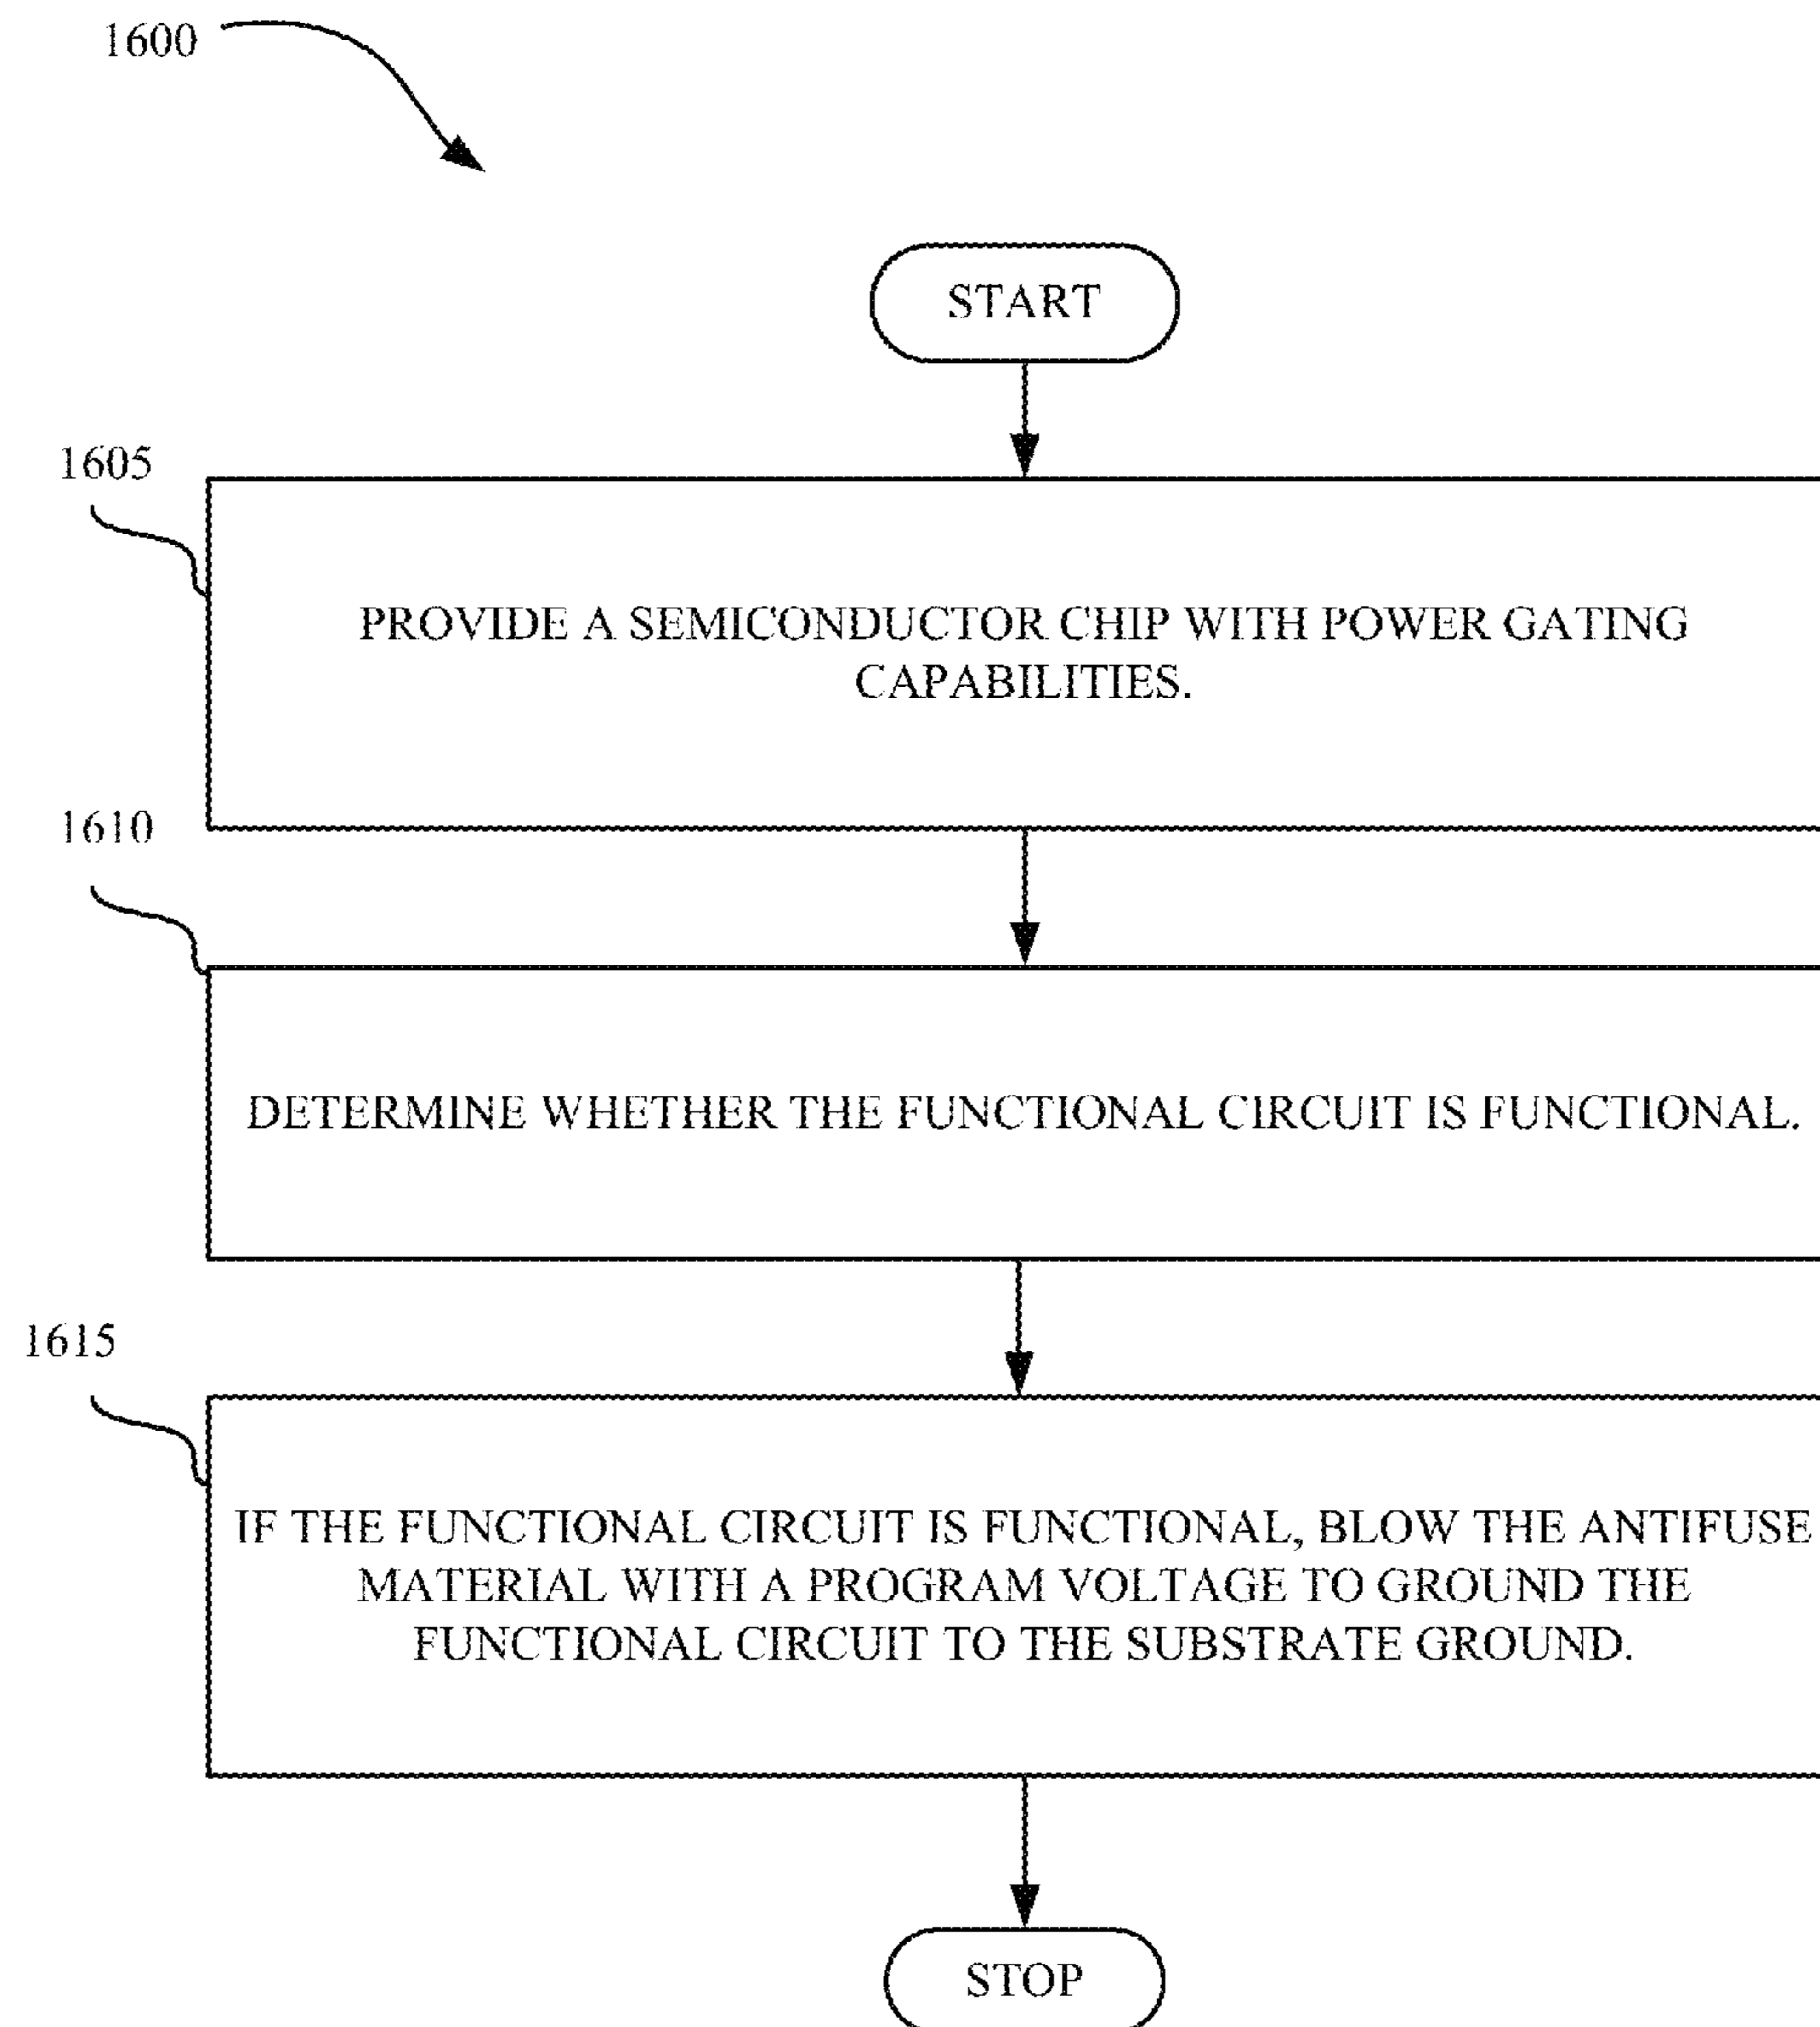 1600
START
1605
PROVIDE A SEMICONDUCTOR CHIP WITH POWER GATING
CAPABILITIES.
1610
DETERMINE WHETHER THE FUNCTIONAL CIRCUIT IS FUNCTIONAL.
1615
IF THE FUNCTIONAL CIRCUIT IS FUNCTIONAL, BLOW THE ANTIFUSE
MATERIAL WITH A PROGRAM VOLTAGE TO GROUND THE
FUNCTIONAL CIRCUIT TO THE SUBSTRATE GROUND.
STOP